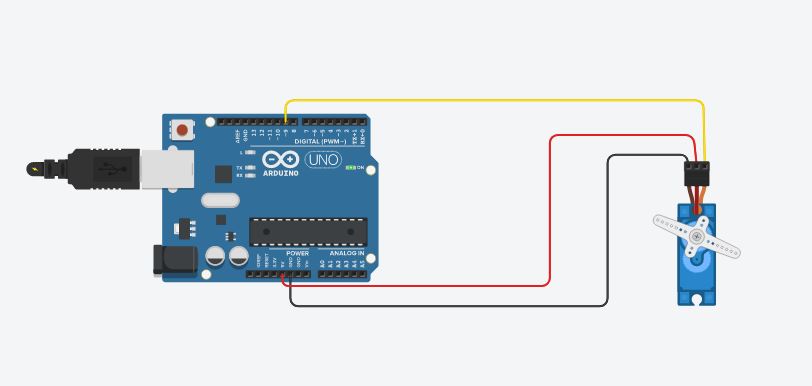 AREF
GND
13
12
~11
~10
~9
8
7
~6
~5
4
~3
2
TX→1
RX←0
L
DIGITAL (PWM~)
TX
RX
UNO
ON
ARDUINO
POWER
ANALOG IN
IOREF
RESET
3.3V
5V
GND
GND
Vin
A0
A1
A2
A3
A4
A5